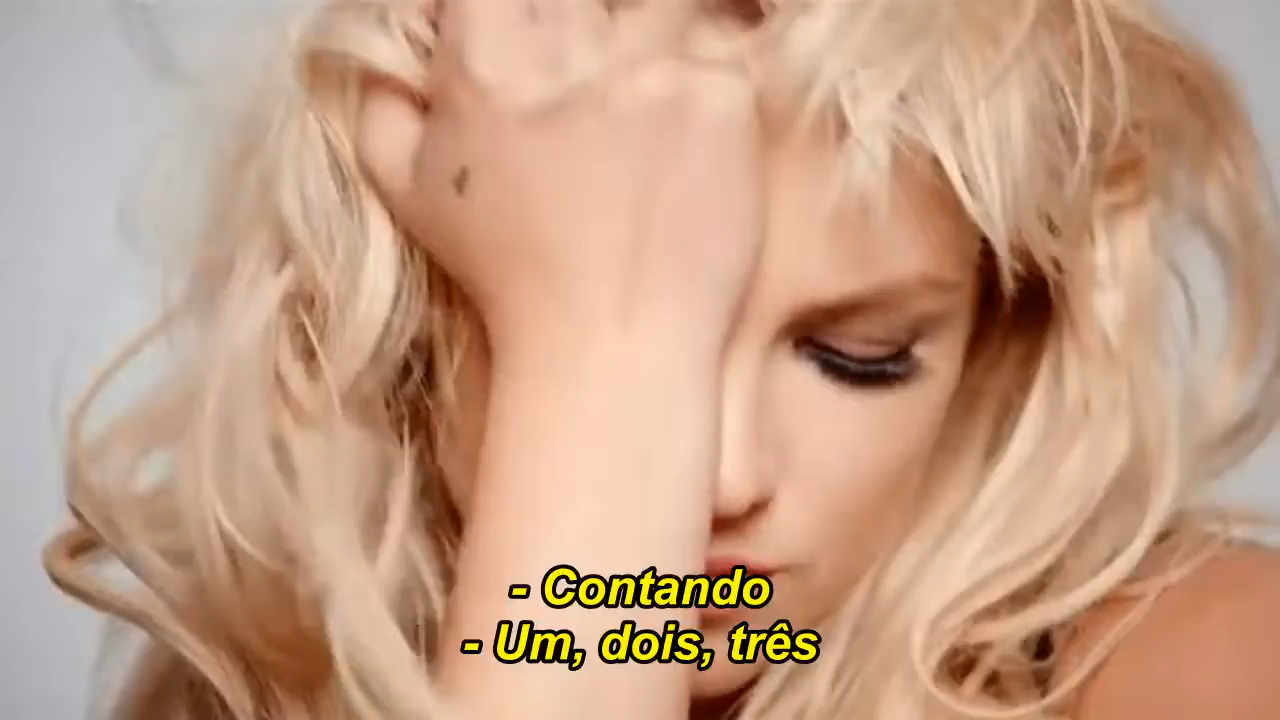 - Contando
- Um, dois, três